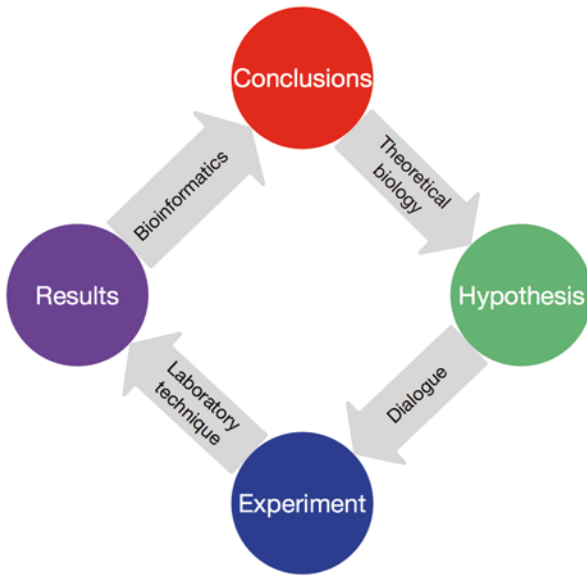 Conclusions
Theoretical
biology
Hypothesis
Dialogue
Experiment
Laboratory
technique
Results
Bioinformatics